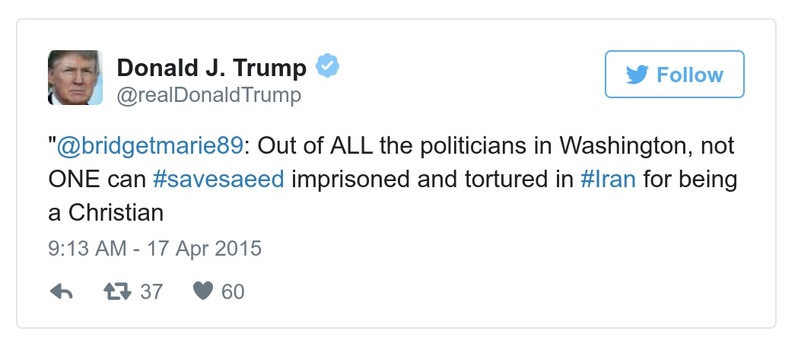 Donald J. Trump
@realDonaldTrump
Follow
"@bridgetmarie89: Out of ALL the politicians in Washington, not
ONE can #savesaeed imprisoned and tortured in #Iran for being
a Christian
9:13 AM - 17 Apr 2015
37 60